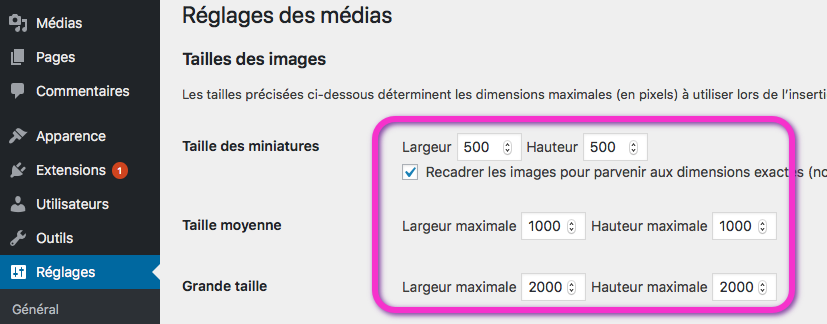 Réglages des médias
Médias
Pages
Commentaires
Apparence
Extensions 1
Utilisateurs
Outils
Réglages
Général
Tailles des images
Les tailles précisées ci-dessous déterminent les dimensions maximales (en pixels) à utiliser lors de l'inserti
Taille des miniatures Largeur 500 Hauteur 500
Recadrer les images pour parvenir aux dimensions exactes (no
Taille moyenne Largeur maximale 1000 Hauteur maximale 1000
Grande taille Largeur maximale 2000 Hauteur maximale 2000